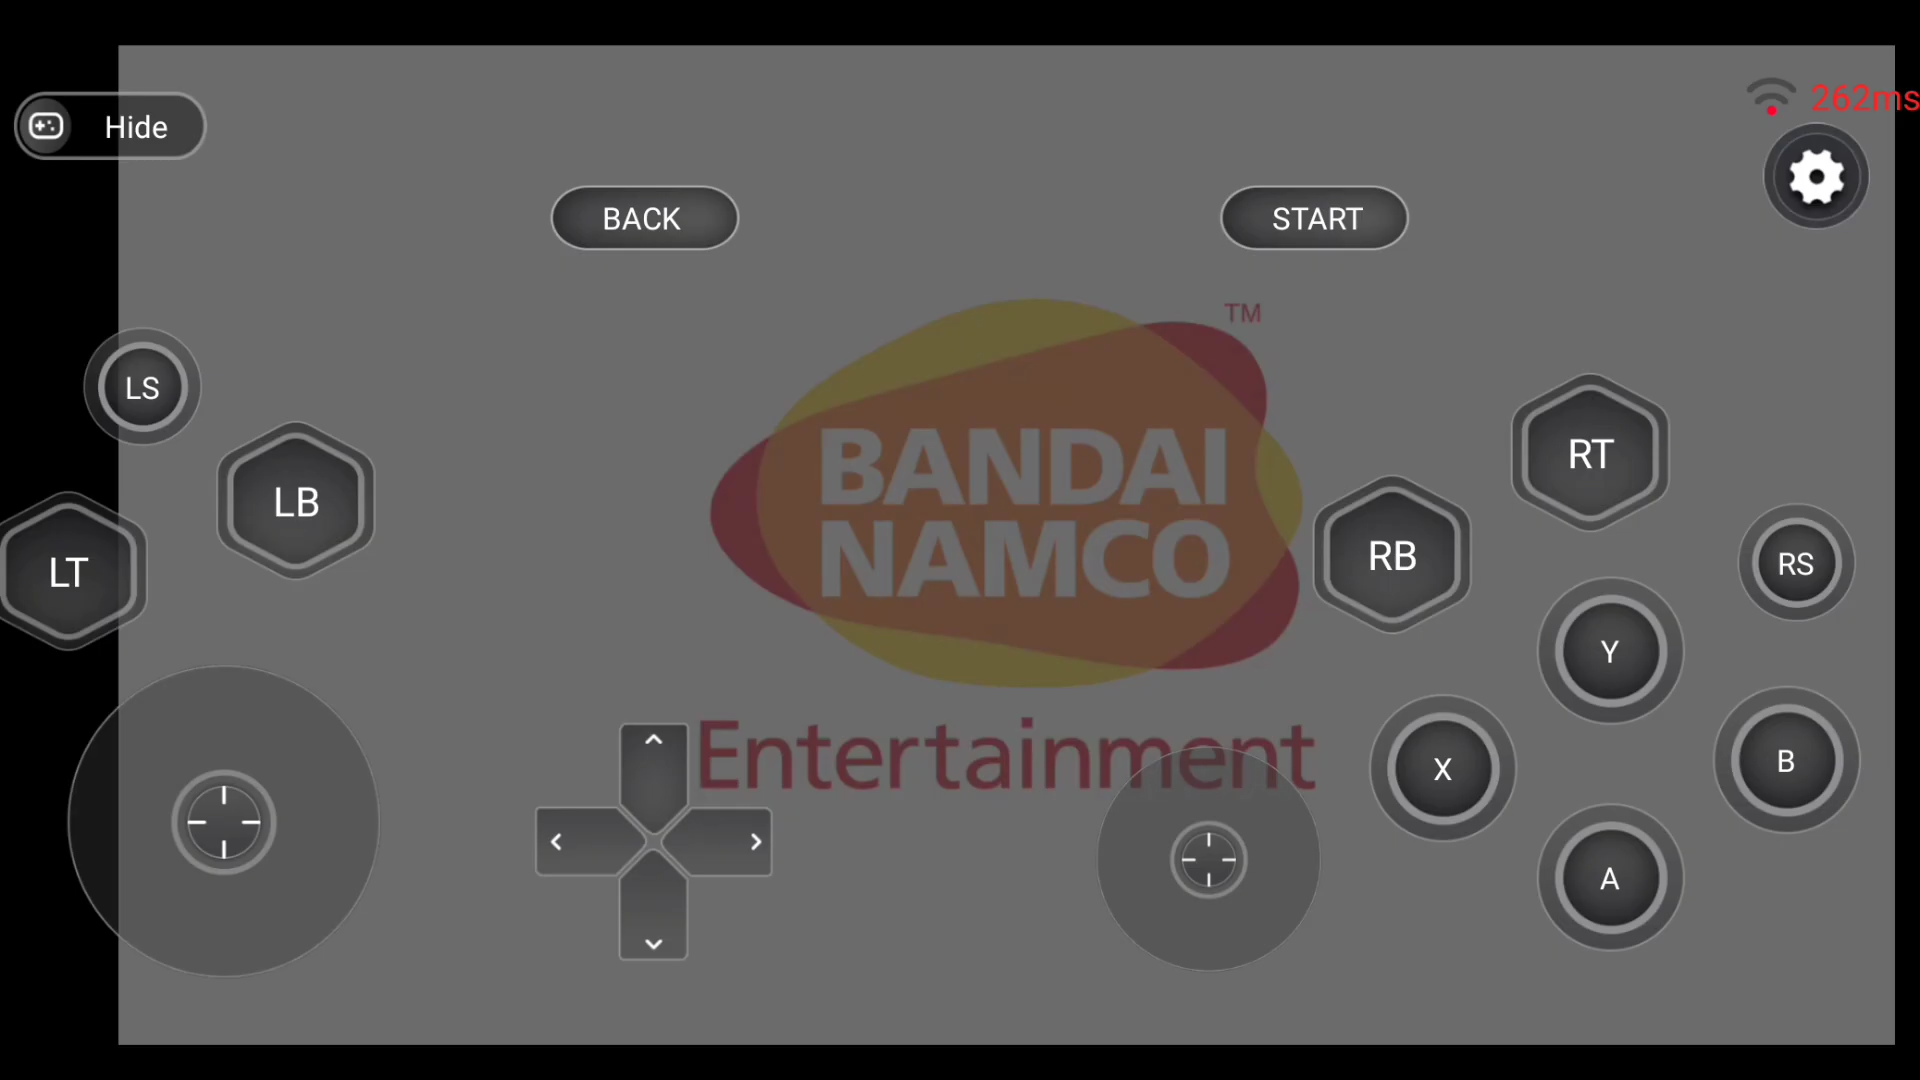 262ms
Hide
BACK
START
TM
LS
BANDAI
NAMCO
RT
LB
RB
LT
RS
Y
Entertainment
X
B
A